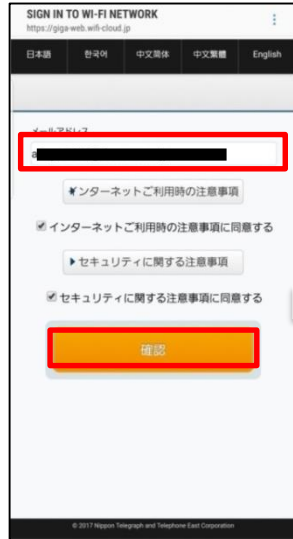 SIGN IN TO WI-FI NETWORK
https://giga-web.wifi-cloud.jp
日本語 한국어 中文简体 中文繁體 English
メールアドレス
a
インターネットご利用時の注意事項
インターネットご利用時の注意事項に同意する
セキュリティに関する注意事項
セキュリティに関する注意事項に同意する
確認
© 2017 Nippon Telegraph and Telephone East Corporation